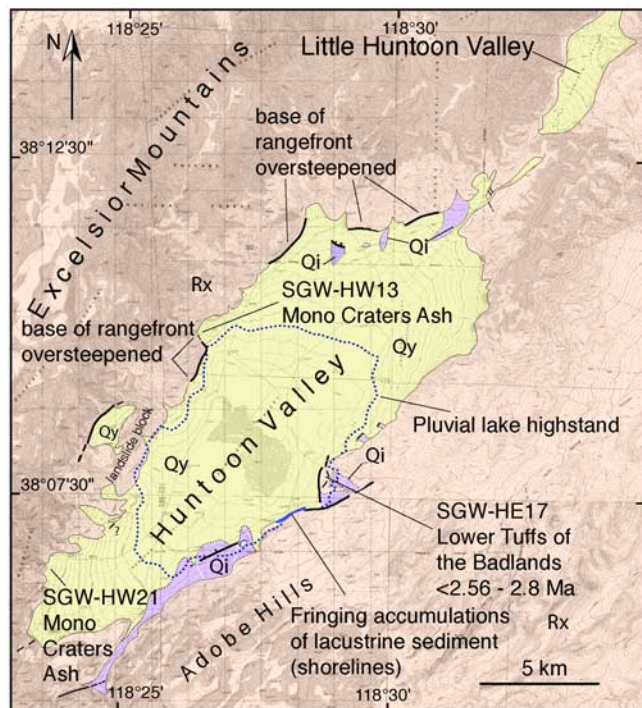 118°25'
118°30'
N
Little Huntoon Valley
Excelsior Mountains
base of
rangefront
oversteepened
38°12'30"
Qi
Qi
Rx
SGW-HW13
Mono Craters Ash
base of rangefront
oversteepened
Qy
Huntoon Valley
Pluvial lake highstand
Qy
landslide block
Qy
Qi
38°07'30"
SGW-HE17
Lower Tuffs of
the Badlands
<2.56 - 2.8 Ma
?
Qi
SGW-HW21
Mono
Craters
Ash
Adobe Hills
Fringing accumulations
of lacustrine sediment
(shorelines)
Rx
5 km
118°25'
118°30'